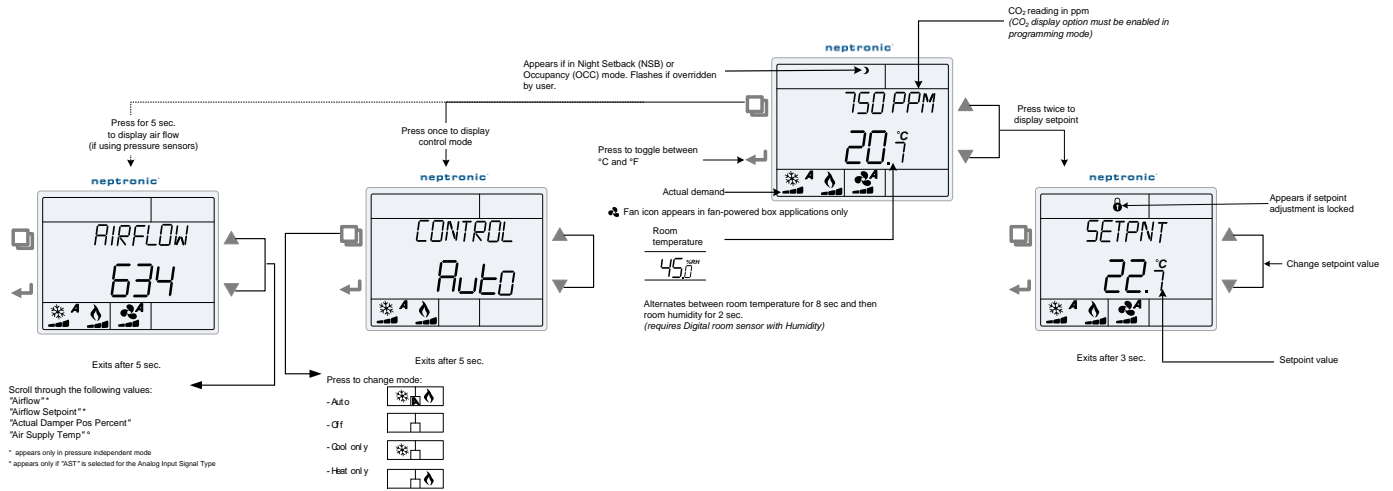 CO₂ reading in ppm
(CO₂ display option must be enabled in
programming mode)
neptronic
Appears if in Night Setback (NSB) or
Occupancy (OCC) mode. Flashes if overridden
by user.
750 PPM
20.7 °C
A
A
Press for 5 sec.
to display air flow
(if using pressure sensors)
Press once to display
control mode
Press to toggle between
°C and °F
Actual demand
Press twice to
display setpoint
Fan icon appears in fan-powered box applications only
Room
temperature
45.0 %RH
Alternates between room temperature for 8 sec and then
room humidity for 2 sec.
(requires Digital room sensor with Humidity)
neptronic
AIRFLOW
634
A
A
Exits after 5 sec.
Scroll through the following values:
"Airflow"*
"Airflow Setpoint"*
"Actual Damper Pos Percent"
"Air Supply Temp"°
* appears only in pressure independent mode
° appears only if "AST" is selected for the Analog Input Signal Type
neptronic
CONTROL
Auto
A
Exits after 5 sec.
Press to change mode:
- Auto
A
- Off
- Cool only
- Heat only
neptronic
SETPNT
22.7 °C
A
A
Appears if setpoint
adjustment is locked
Change setpoint value
Exits after 3 sec.
Setpoint value